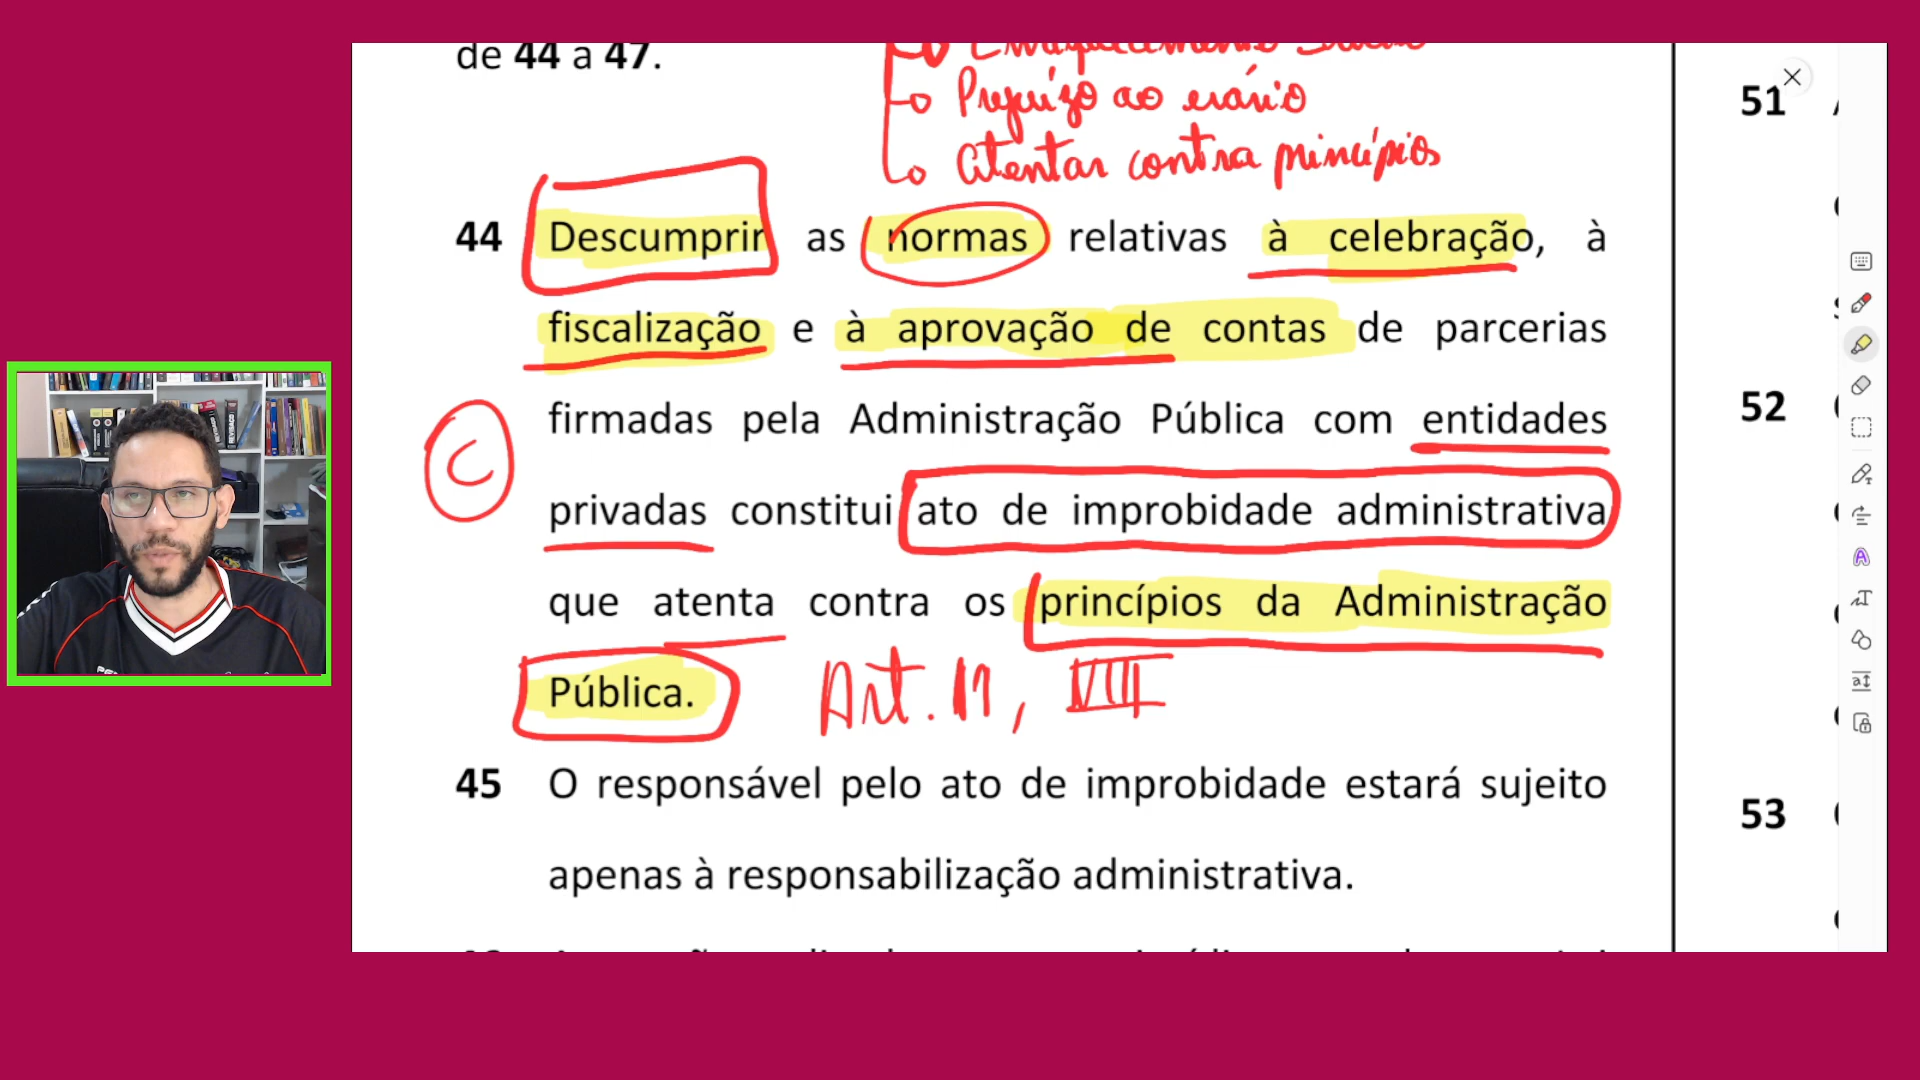 de 44 a 47.
Prejuízo ao erário
Atentar contra princípios
44 Descumprir as normas relativas à celebração, à
fiscalização e à aprovação de contas de parcerias
firmadas pela Administração Pública com entidades
C
privadas constitui ato de improbidade administrativa
que atenta contra os princípios da Administração
Pública. Art. 11, VIII
45 O responsável pelo ato de improbidade estará sujeito
apenas à responsabilização administrativa.
51
52
53